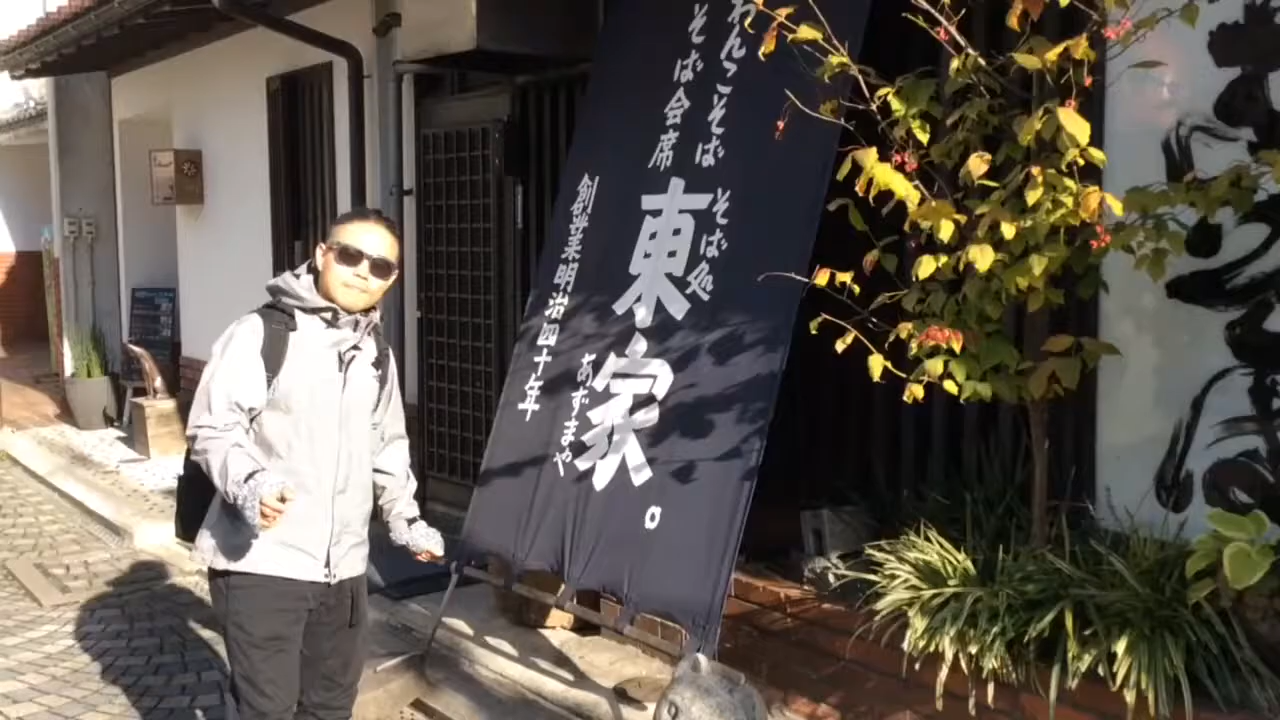 わんこそば
そば会席
そば処
東家。
あずまや
創業明治四十年